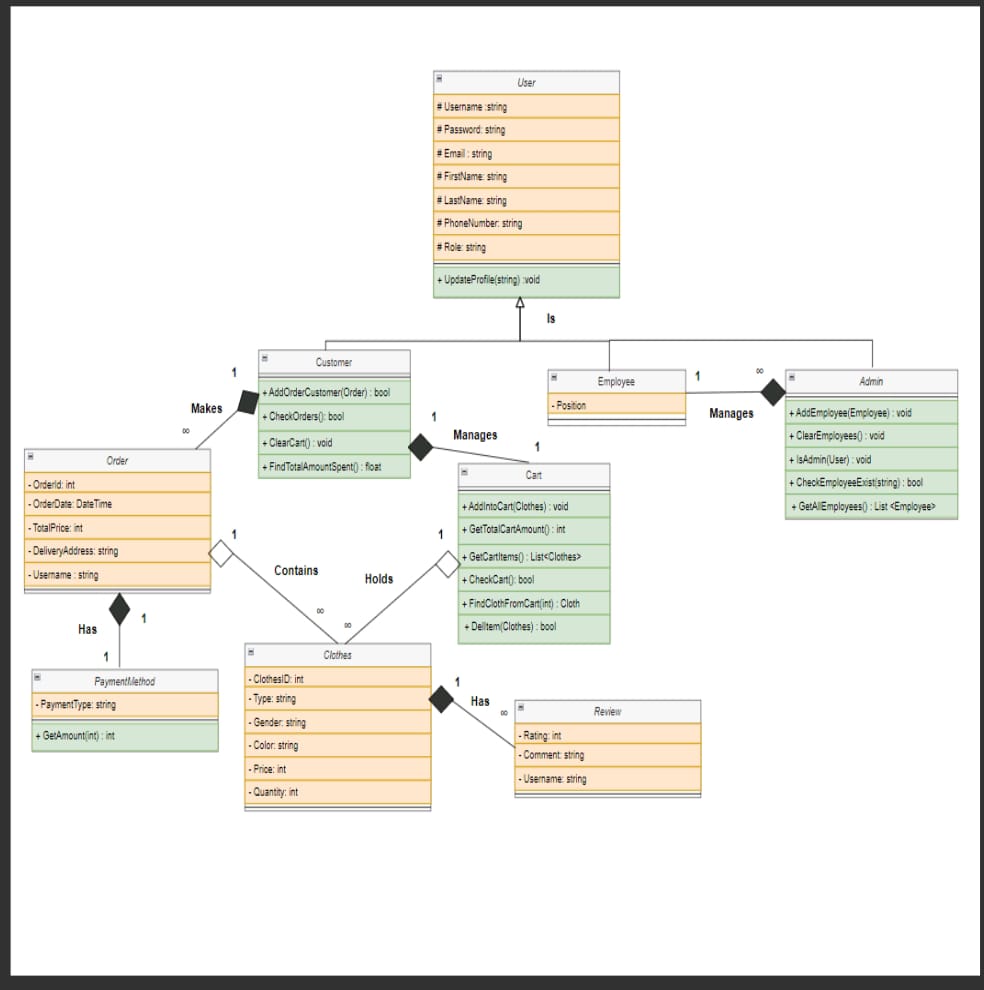 User
# Username :string
# Password: string
# Email : string
# FirstName: string
# LastName: string
# PhoneNumber: string
# Role: string
+ UpdateProfile(string) :void
Is
Customer
+ AddOrderCustomer(Order) : bool
+ CheckOrders(): bool
+ ClearCart() : void
+ FindTotalAmountSpent() : float
Employee
- Position
1
∞
Manages
Admin
+ AddEmployee(Employee) : void
+ ClearEmployees() : void
+ IsAdmin(User) : void
+ CheckEmployeeExist(string) : bool
+ GetAllEmployees() : List <Employee>
1
Makes
∞
1
Manages
1
Order
- OrderId: int
- OrderDate: DateTime
- TotalPrice: int
- DeliveryAddress: string
- Username : string
Cart
+ AddIntoCart(Clothes) : void
+ GetTotalCartAmount() : int
+ GetCartItems() : List<Clothes>
+ CheckCart(): bool
+ FindClothFromCart(int) : Cloth
+ DelItem(Clothes) : bool
1
Contains
∞
1
Holds
∞
Has
1
1
PaymentMethod
- PaymentType: string
+ GetAmount(int) : int
Clothes
- ClothesID: int
- Type: string
- Gender: string
- Color: string
- Price: int
- Quantity: int
1
Has
∞
Review
- Rating: int
- Comment: string
- Username: string